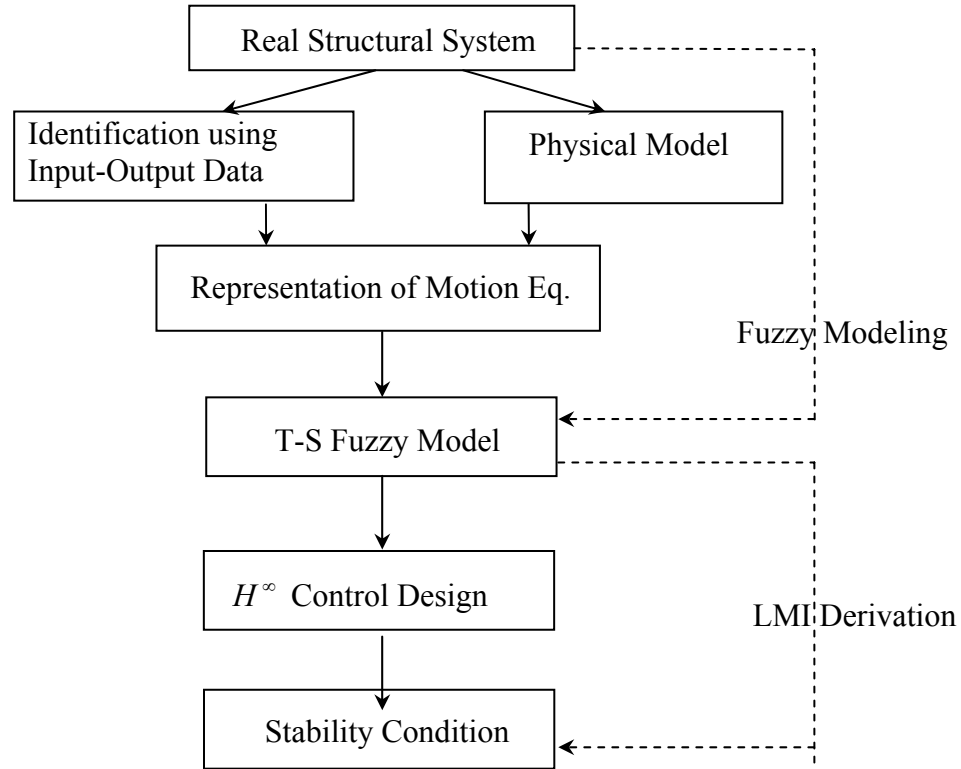 Real Structural System
Identification using
Input-Output Data
Physical Model
Representation of Motion Eq.
Fuzzy Modeling
T-S Fuzzy Model
H^∞ Control Design
LMI Derivation
Stability Condition